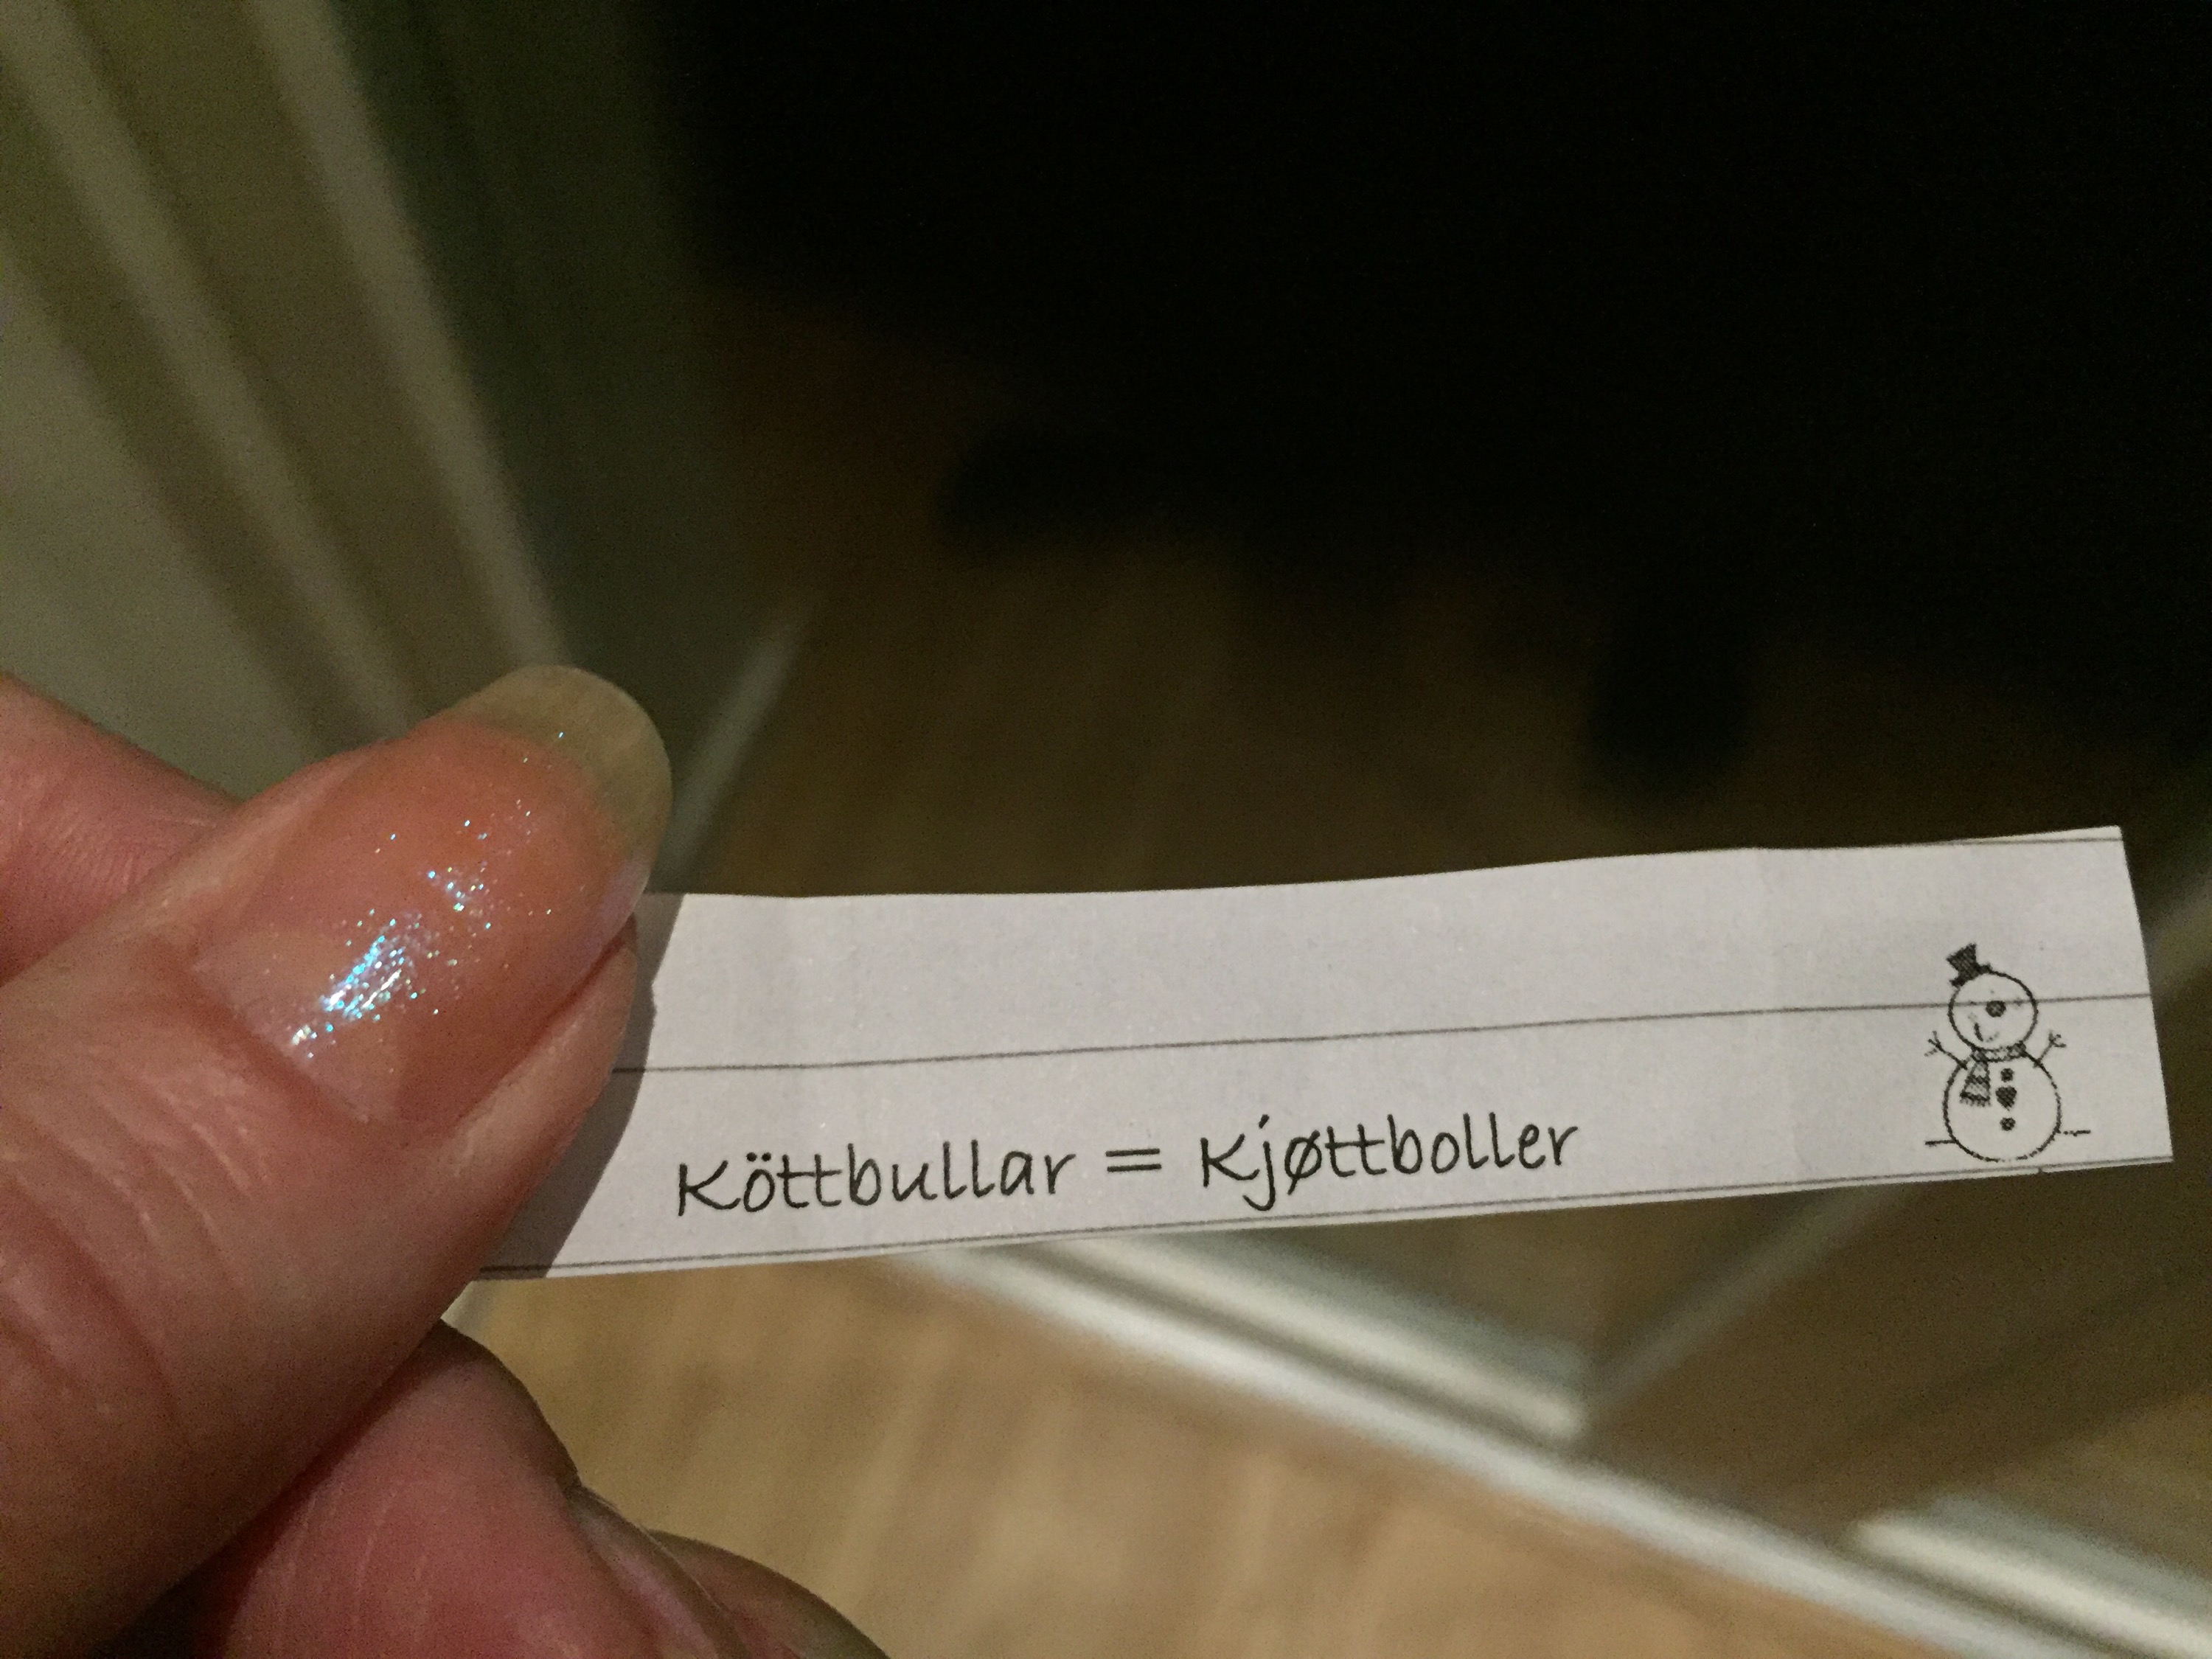 Köttbullar = Kjøttboller